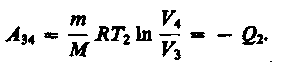 A₃₄ = m/M RT₂ ln V₄/V₃ = − Q₂.